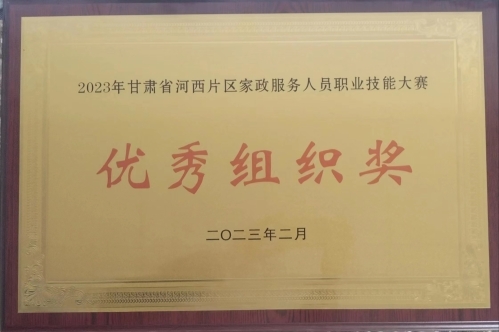 2023年甘肃省河西片区家政服务人员职业技能大赛
优秀组织奖
二〇二三年二月